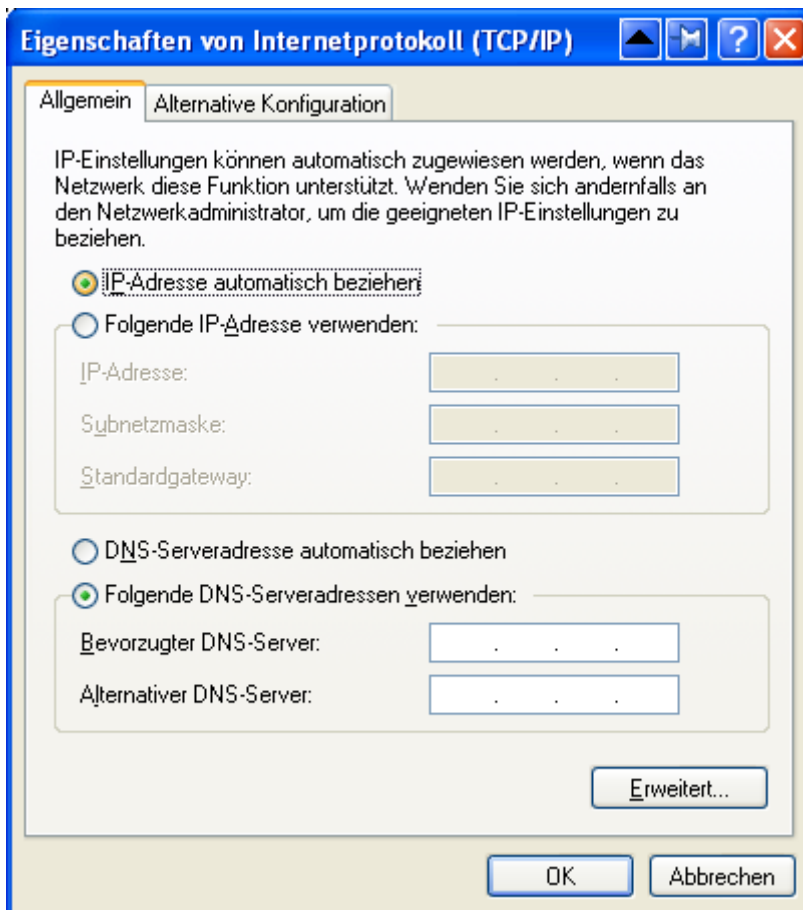 Eigenschaften von Internetprotokoll (TCP/IP)
Allgemein
Alternative Konfiguration
IP-Einstellungen können automatisch zugewiesen werden, wenn das
Netzwerk diese Funktion unterstützt. Wenden Sie sich andernfalls an
den Netzwerkadministrator, um die geeigneten IP-Einstellungen zu
beziehen.
IP-Adresse automatisch beziehen
Folgende IP-Adresse verwenden:
IP-Adresse:
Subnetzmaske:
Standardgateway:
DNS-Serveradresse automatisch beziehen
Folgende DNS-Serveradressen verwenden:
Bevorzugter DNS-Server:
Alternativer DNS-Server:
Erweitert...
OK
Abbrechen